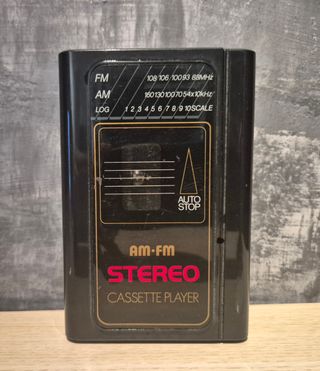 FM 108 106 100 93 88MHz
AM 160 130 100 70 54x10kHz
LOG 1 2 3 4 5 6 7 8 9 10 SCALE
AUTO
STOP
AM·FM
STEREO
CASSETTE PLAYER